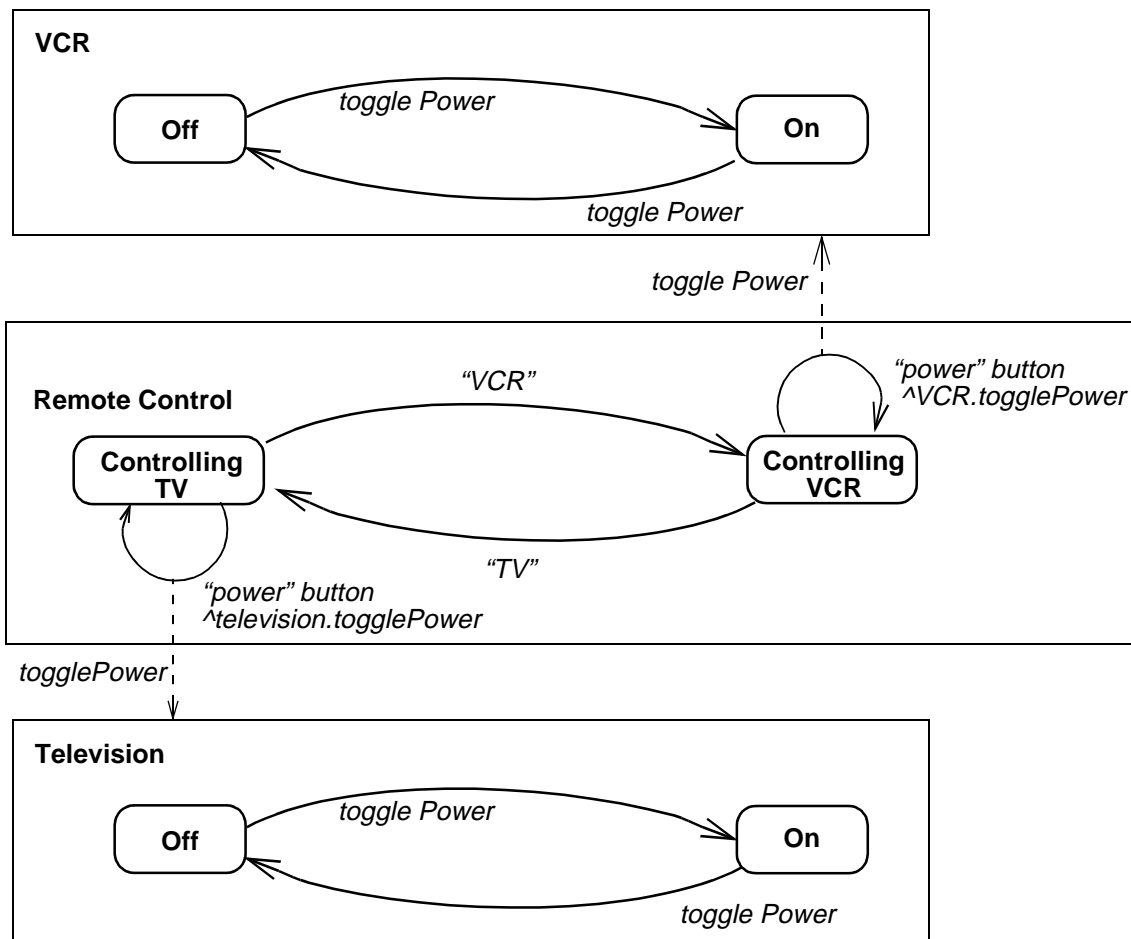 VCR
toggle Power
Off
On
toggle Power
toggle Power
“VCR”
“power” button
^VCR.togglePower
Remote Control
Controlling
TV
Controlling
VCR
“TV”
“power” button
^television.togglePower
togglePower
Television
toggle Power
Off
On
toggle Power